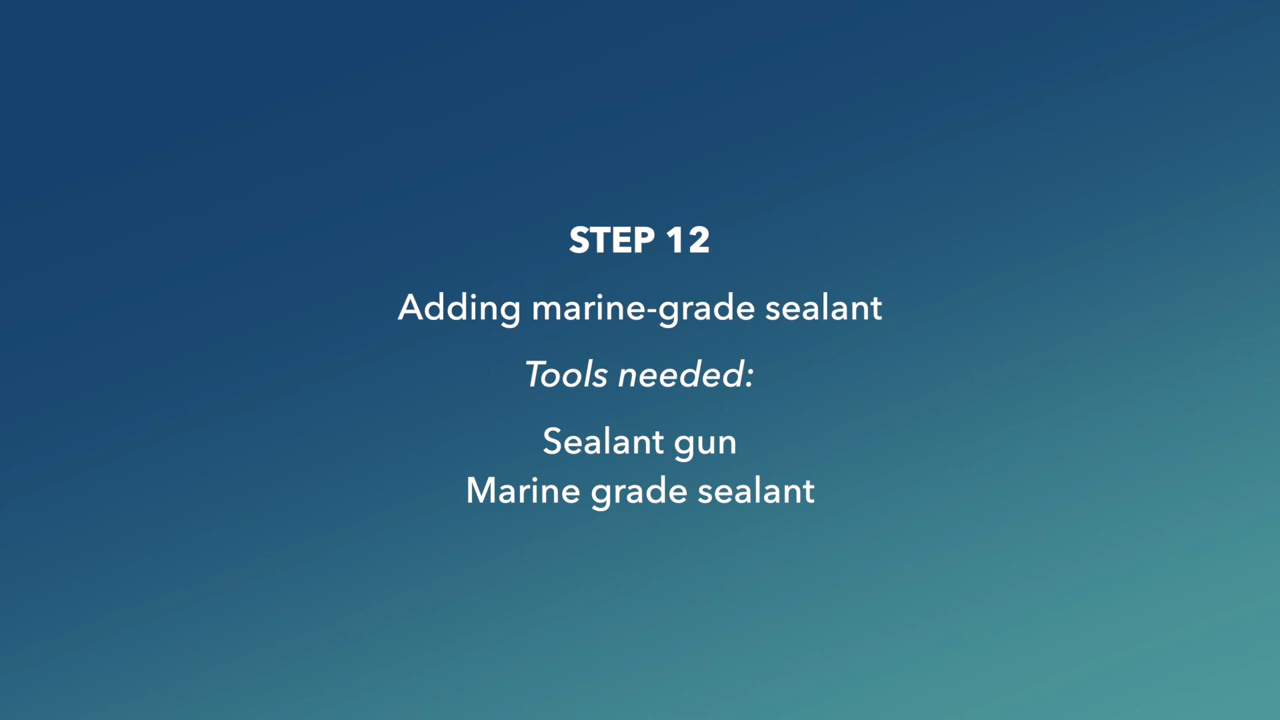 STEP 12
Adding marine-grade sealant
Tools needed:
Sealant gun
Marine grade sealant